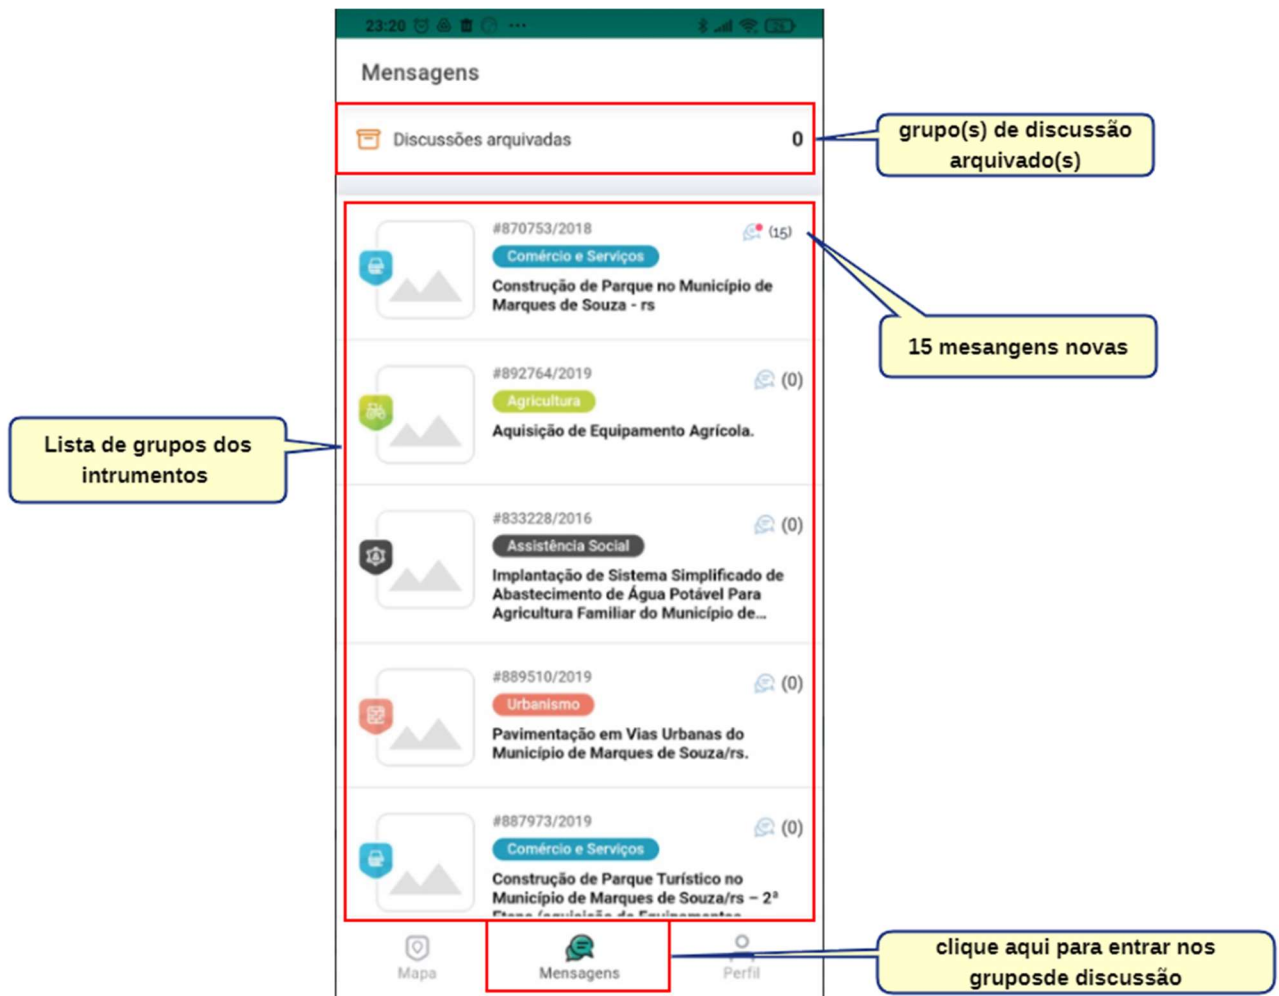 23:20
Mensagens
Discussões arquivadas 0
grupo(s) de discussão
arquivado(s)
#870753/2018 (15)
Comércio e Serviços
Construção de Parque no Município de
Marques de Souza - rs
15 mesangens novas
#892764/2019 (0)
Agricultura
Aquisição de Equipamento Agrícola.
Lista de grupos dos
intrumentos
#833228/2016 (0)
Assistência Social
Implantação de Sistema Simplificado de
Abastecimento de Água Potável Para
Agricultura Familiar do Município de...
#889510/2019 (0)
Urbanismo
Pavimentação em Vias Urbanas do
Município de Marques de Souza/rs.
#887973/2019 (0)
Comércio e Serviços
Construção de Parque Turístico no
Município de Marques de Souza/rs – 2ª
Mapa Mensagens Perfil
clique aqui para entrar nos
gruposde discussão